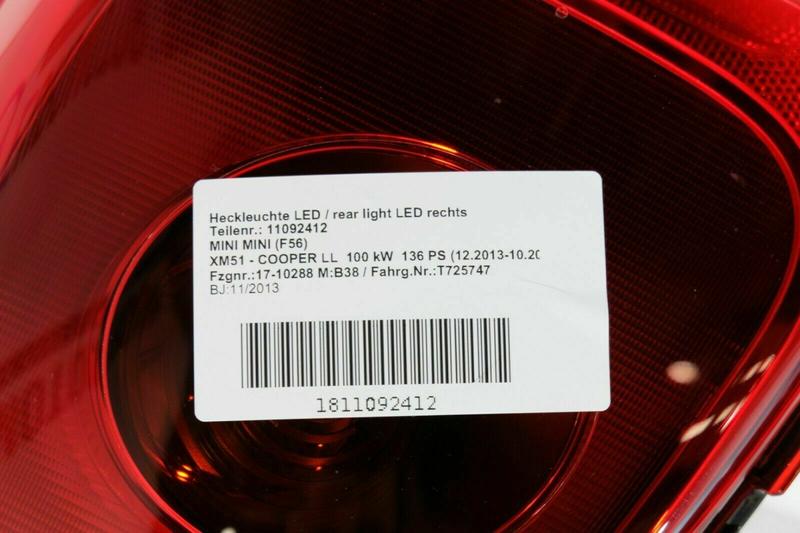 Heckleuchte LED / rear light LED rechts
Teilenr.: 11092412
MINI MINI (F56)
XM51 - COOPER LL 100 kW 136 PS (12.2013-10.20
Fzgnr.:17-10288 M:B38 / Fahrg.Nr.:T725747
BJ:11/2013
1811092412